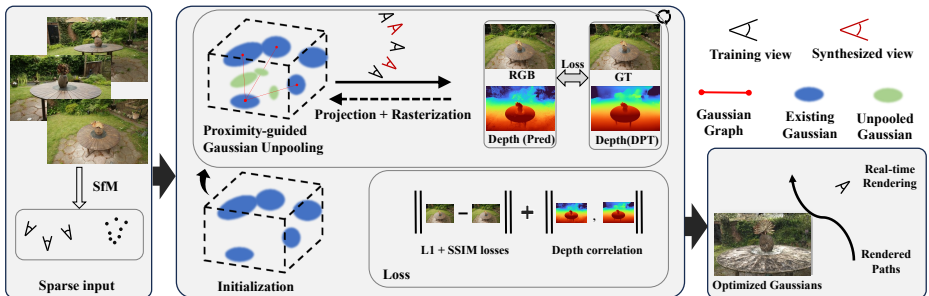 SfM
Sparse input
Proximity-guided
Gaussian Unpooling
Projection + Rasterization
RGB
Loss
GT
Depth (Pred)
Depth(DPT)
Initialization
−
+
,
L1 + SSIM losses
Depth correlation
Loss
Training view
Synthesized view
Gaussian
Graph
Existing
Gaussian
Unpooled
Gaussian
Real-time
Rendering
Rendered
Paths
Optimized Gaussians